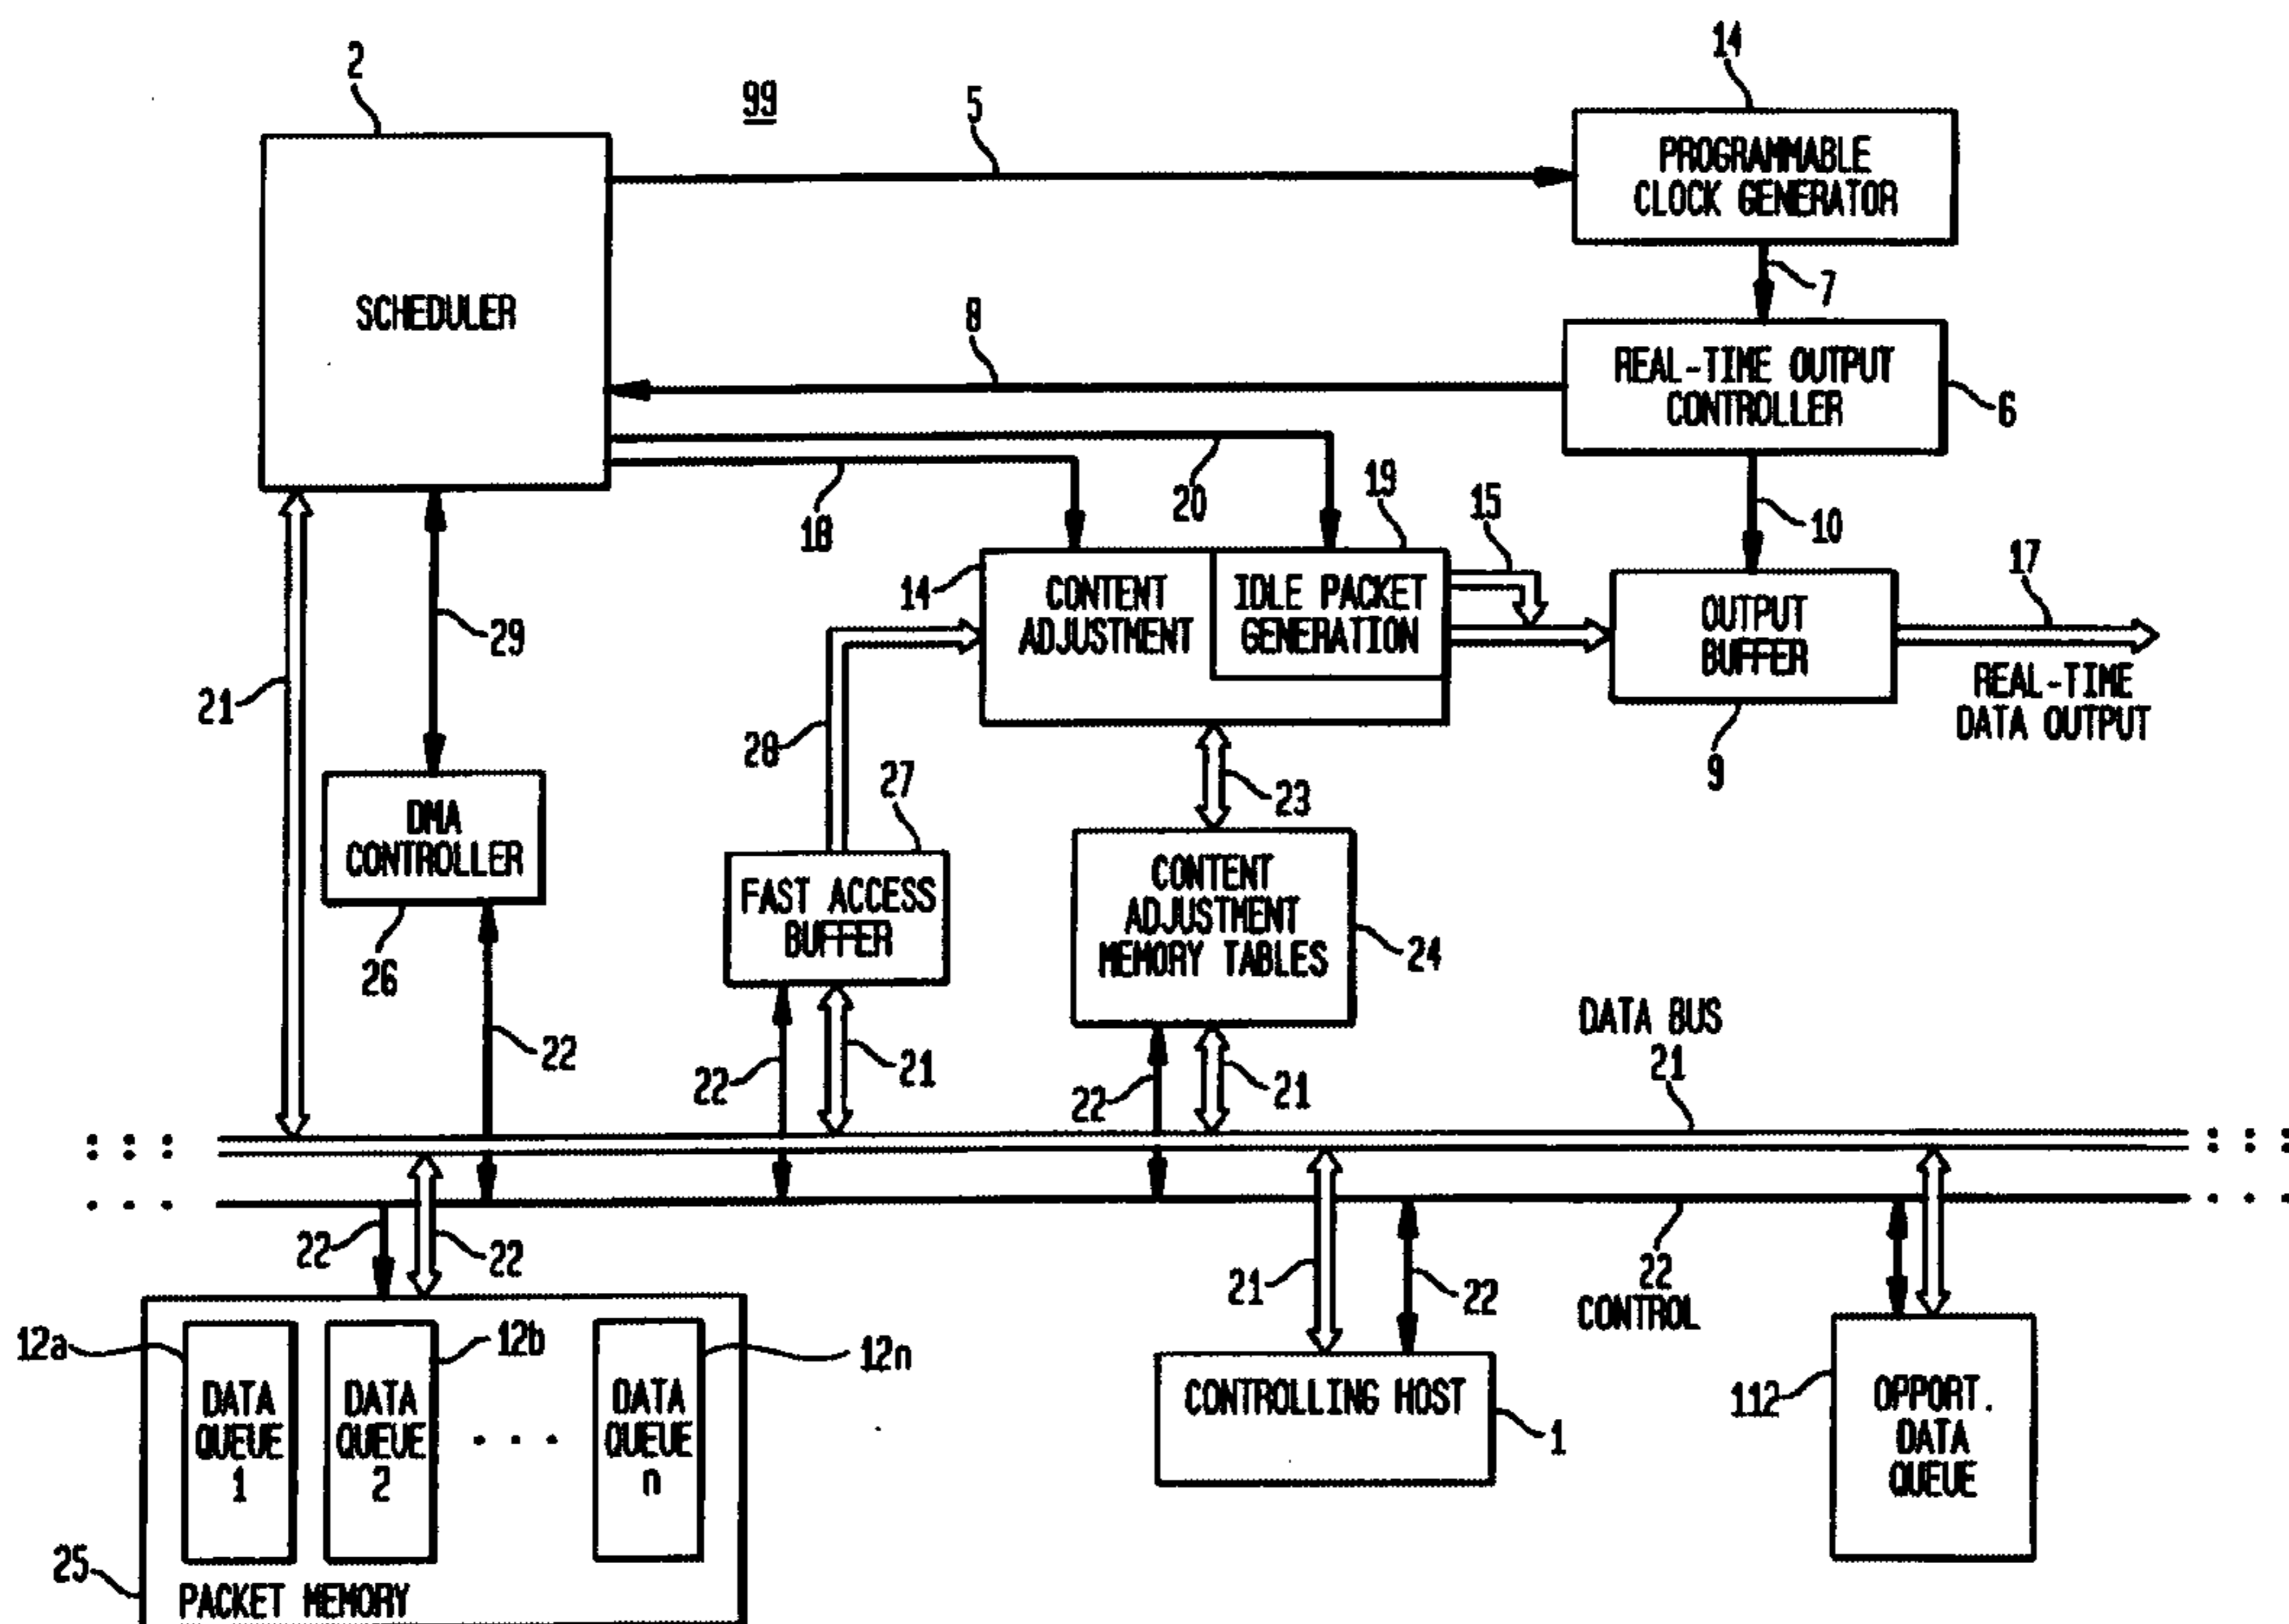 2
99
5
14
PROGRAMMABLE
CLOCK GENERATOR
7
SCHEDULER
8
REAL-TIME OUTPUT
CONTROLLER
6
20
18
19
15
10
17
14
CONTENT
ADJUSTMENT
IDLE PACKET
GENERATION
OUTPUT
BUFFER
9
REAL-TIME
DATA OUTPUT
21
29
28
27
23
DMA
CONTROLLER
26
FAST ACCESS
BUFFER
CONTENT
ADJUSTMENT
MEMORY TABLES
24
22
22
21
22
21
DATA BUS
21
22
22
21
22
22
CONTROL
12a
12b
12n
DATA
QUEUE
1
DATA
QUEUE
2
. . .
DATA
QUEUE
n
25
PACKET MEMORY
CONTROLLING HOST
1
112
OPPORT.
DATA
QUEUE